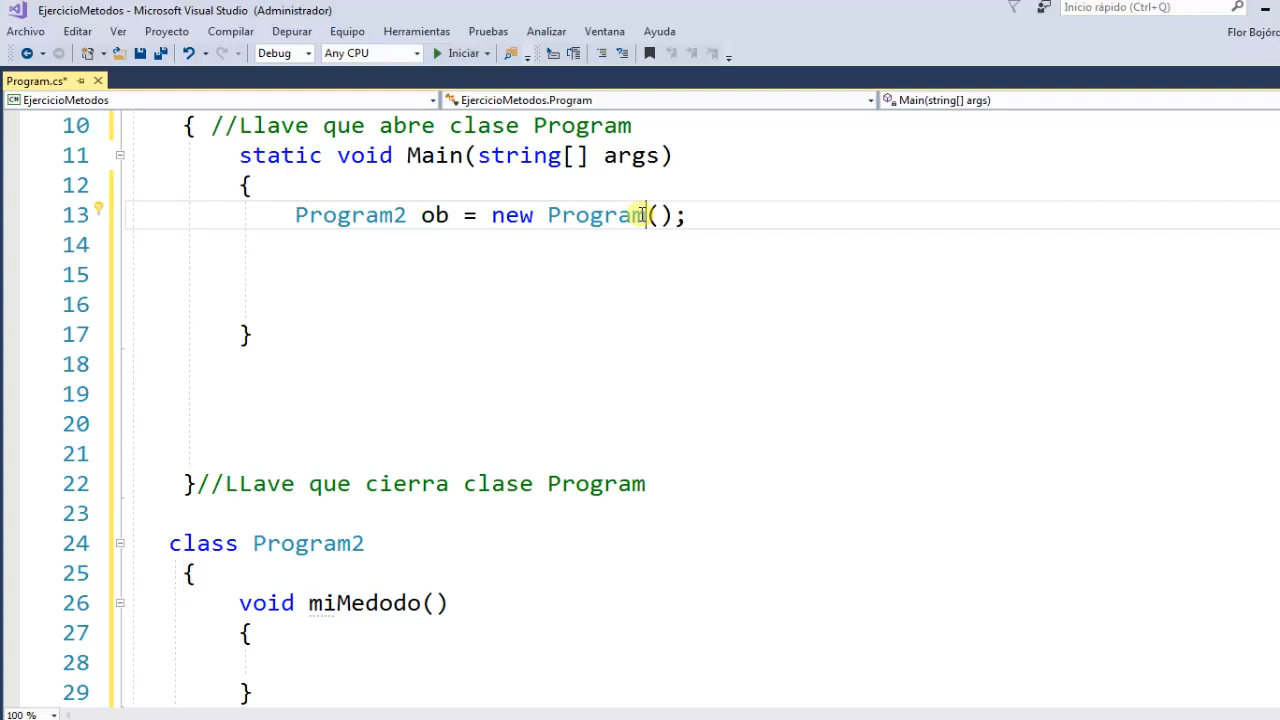 EjercicioMetodos - Microsoft Visual Studio (Administrador)
Inicio rápido (Ctrl+Q)
Archivo Editar Ver Proyecto Compilar Depurar Equipo Herramientas Pruebas Analizar Ventana Ayuda
Flor Bojórq
Debug Any CPU Iniciar
Program.cs*
EjercicioMetodos EjercicioMetodos.Program Main(string[] args)
10 { //Llave que abre clase Program
11 static void Main(string[] args)
12 {
13 Program2 ob = new Program();
14
15
16
17 }
18
19
20
21
22 }//LLave que cierra clase Program
23
24 class Program2
25 {
26 void miMedodo()
27 {
28
29 }
100 %